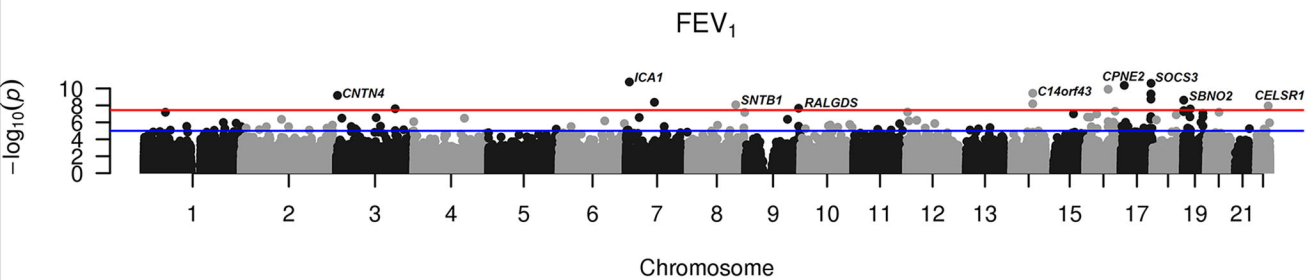 FEV₁
−log₁₀(p)
10
8
6
4
2
0
CNTN4
ICA1
SNTB1
RALGDS
C14orf43
CPNE2
SOCS3
SBNO2
CELSR1
1 2 3 4 5 6 7 8 9 10 11 12 13 15 17 19 21
Chromosome